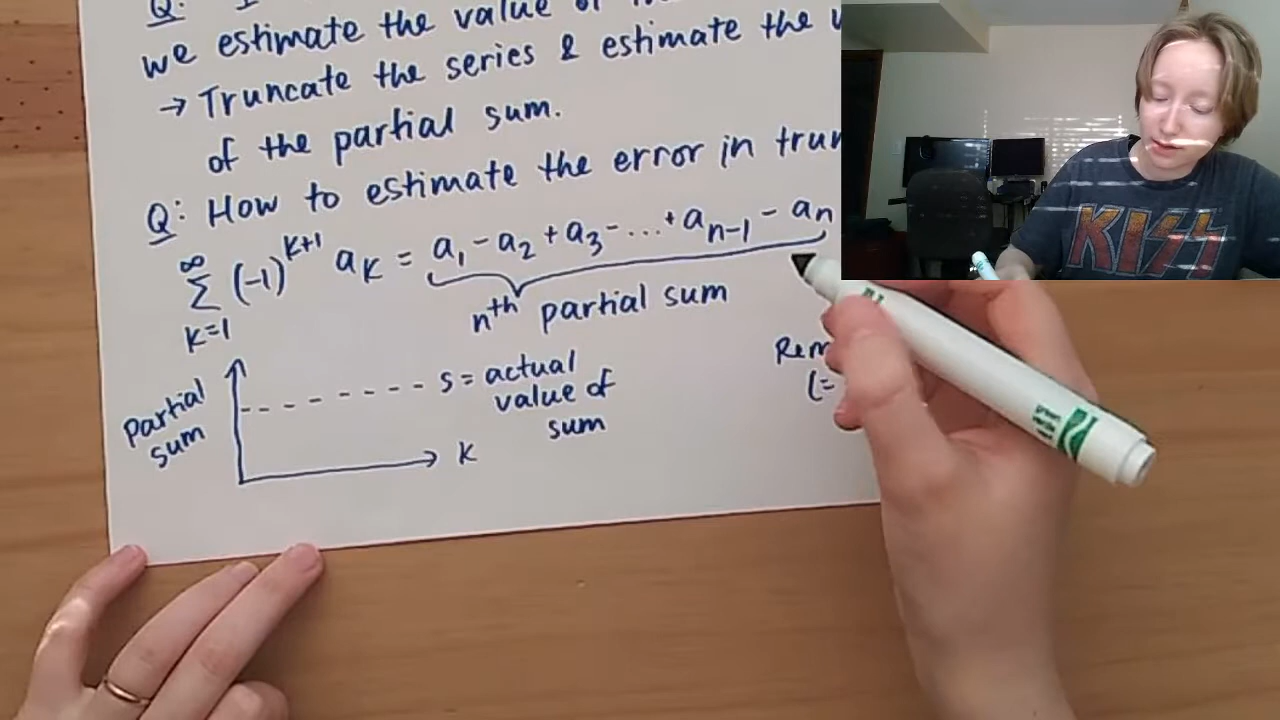 Q:
we estimate the value
→ Truncate the series & estimate the
of the partial sum.
Q: How to estimate the error in trun
∞
Σ (-1)^{k+1} a_k = a_1 - a_2 + a_3 - ... + a_{n-1} - a_n
k=1
nth partial sum
Rem
(=
Partial
sum
s = actual
value of
sum
k
KISS